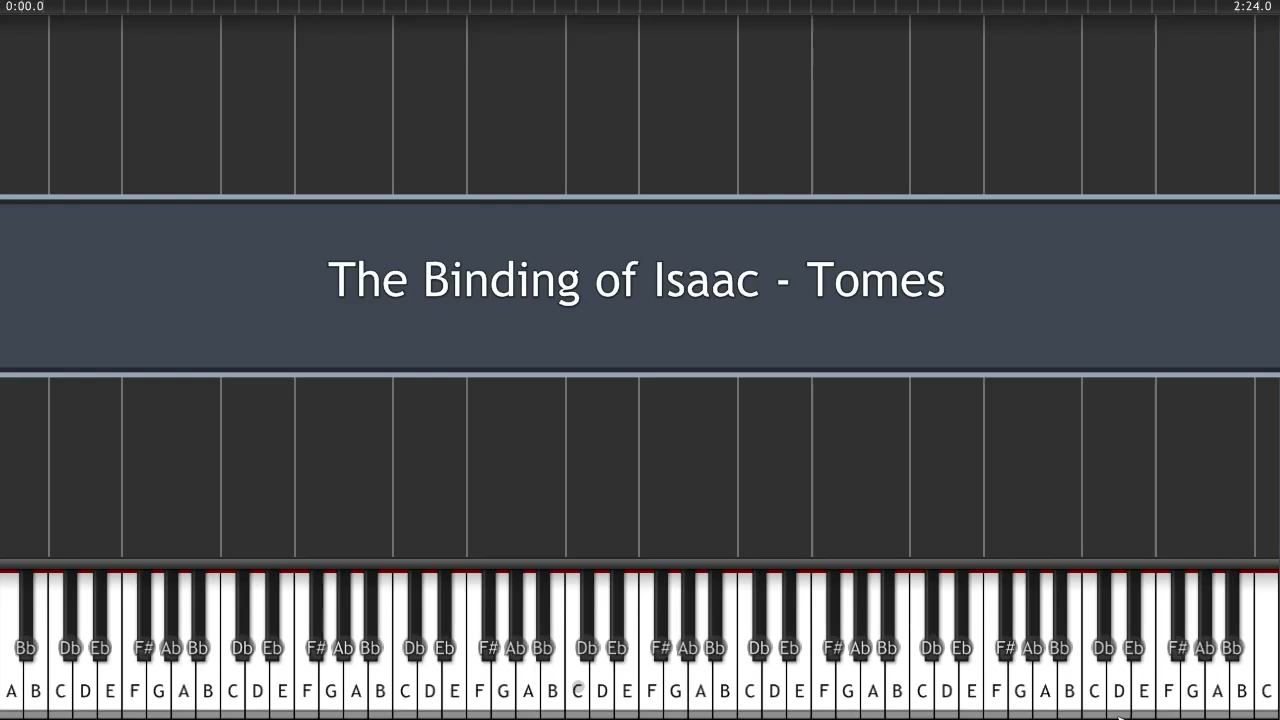 0:00.0 2:24.0
The Binding of Isaac - Tomes
Bb Db Eb F# Ab Bb Db Eb F# Ab Bb Db Eb F# Ab Bb Db Eb F# Ab Bb Db Eb F# Ab Bb Db Eb F# Ab Bb Db Eb F# Ab Bb
A B C D E F G A B C D E F G A B C D E F G A B C D E F G A B C D E F G A B C D E F G A B C D E F G A B C